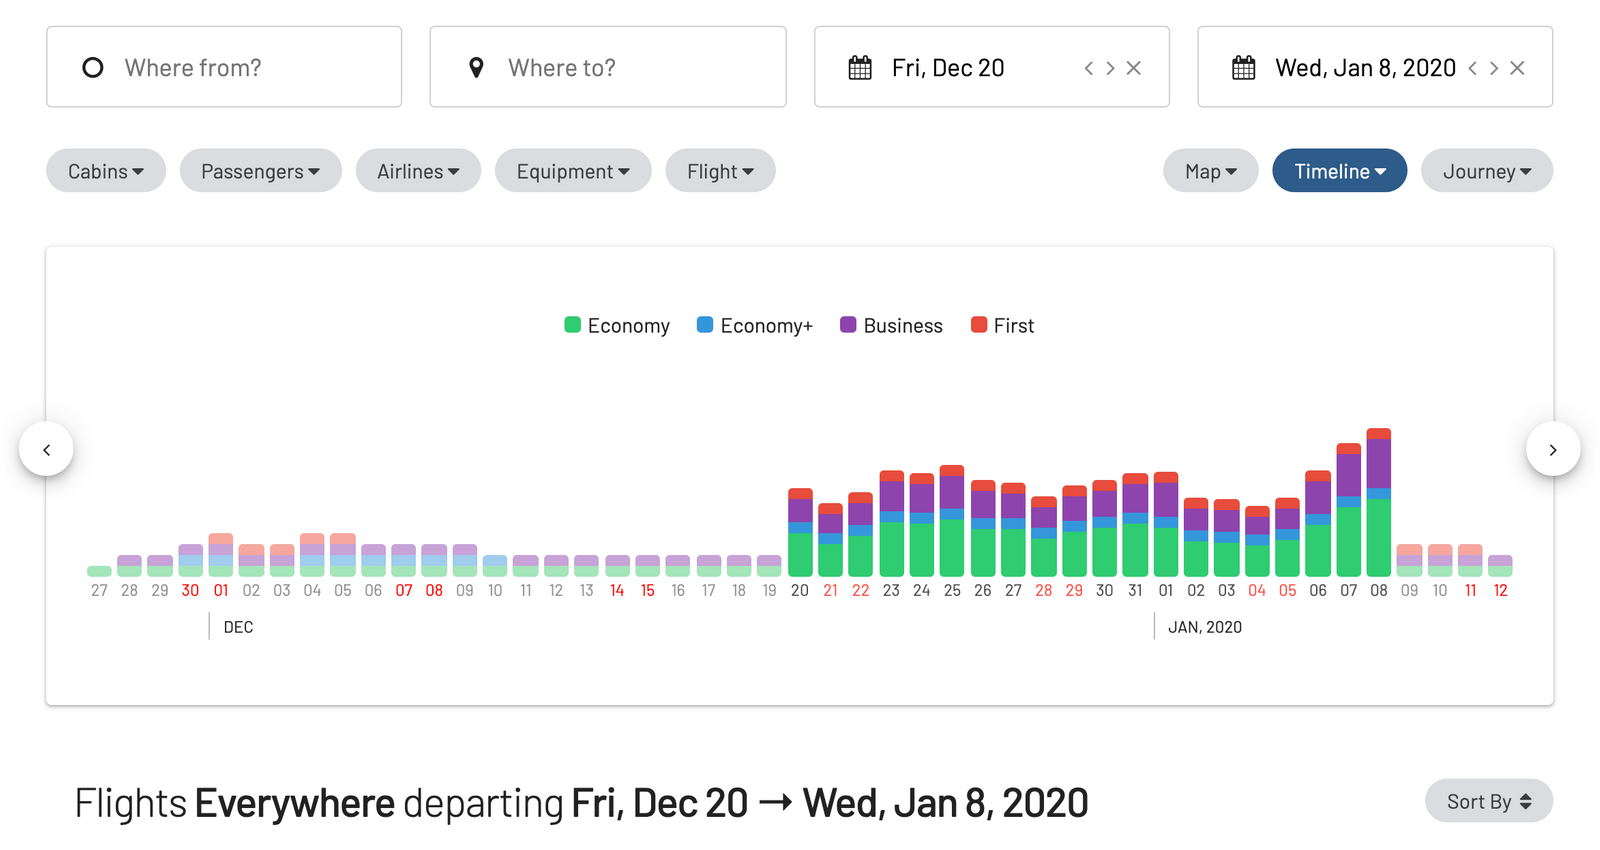 Where from?
Where to?
Fri, Dec 20
Wed, Jan 8, 2020
Cabins
Passengers
Airlines
Equipment
Flight
Map
Timeline
Journey
Economy
Economy+
Business
First
27 28 29 30 01 02 03 04 05 06 07 08 09 10 11 12 13 14 15 16 17 18 19 20 21 22 23 24 25 26 27 28 29 30 31 01 02 03 04 05 06 07 08 09 10 11 12
DEC
JAN, 2020
Flights Everywhere departing Fri, Dec 20 → Wed, Jan 8, 2020
Sort By